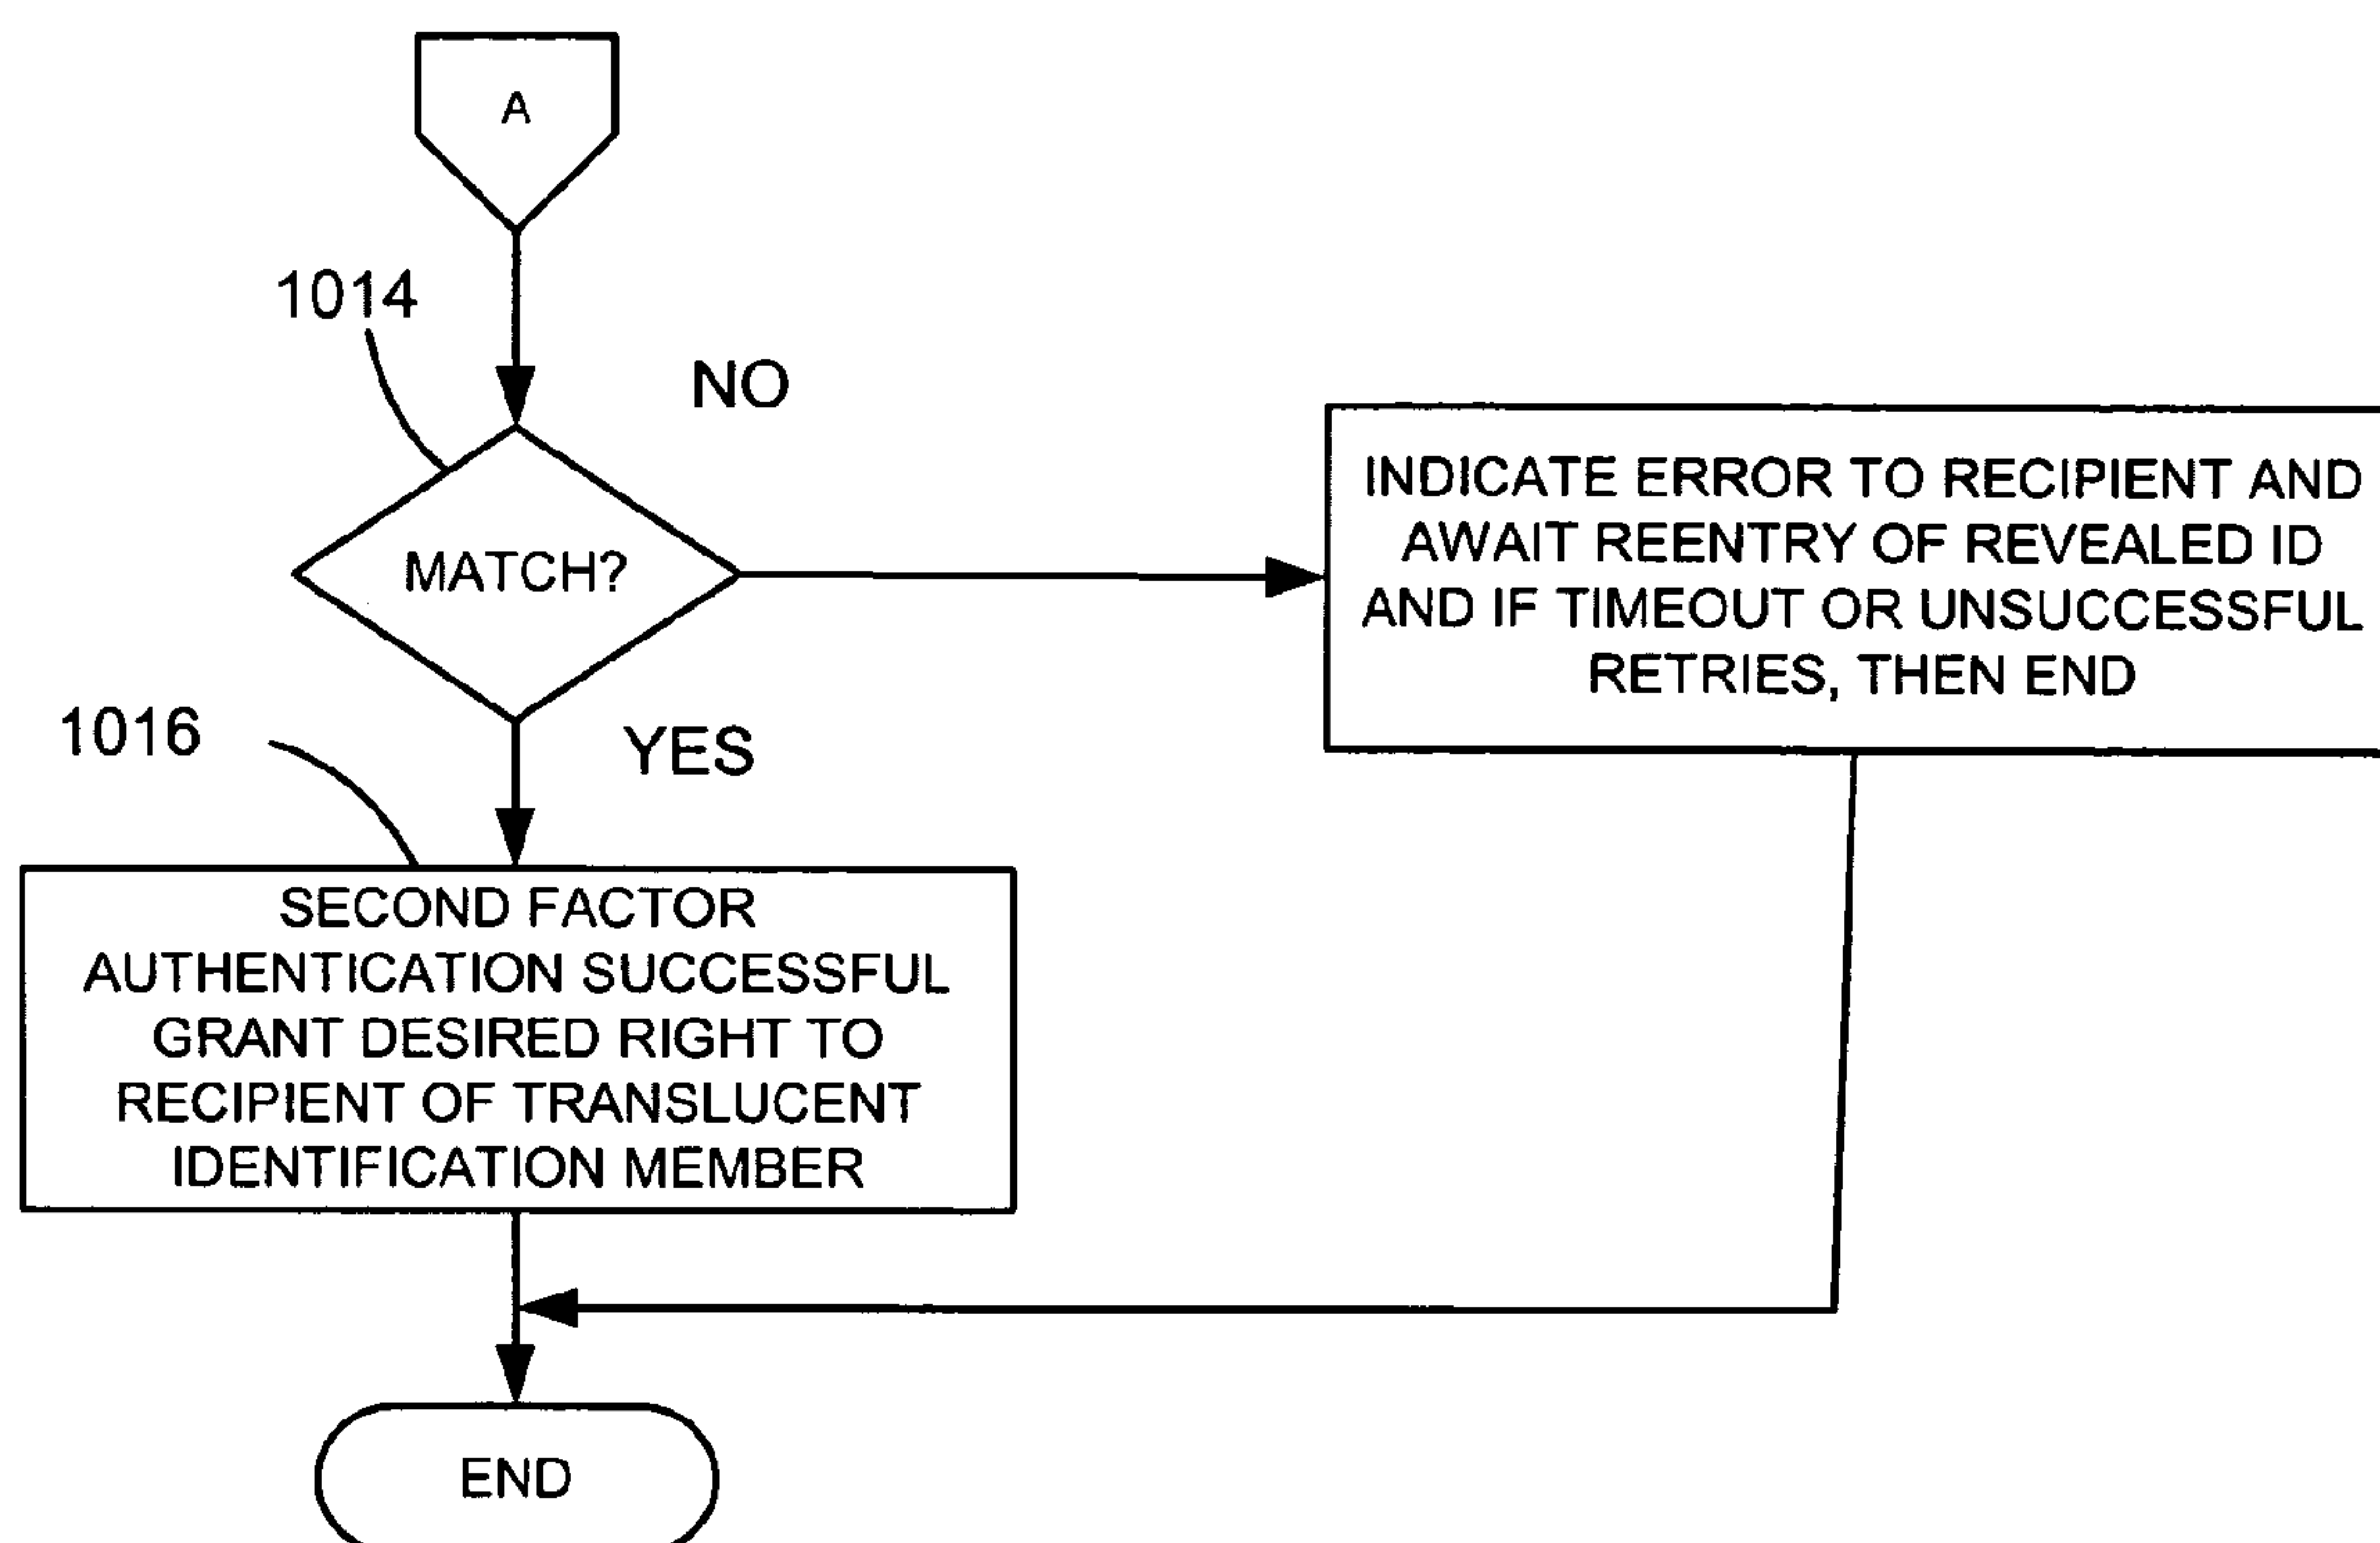 A
1014
NO
MATCH?
INDICATE ERROR TO RECIPIENT AND
AWAIT REENTRY OF REVEALED ID
AND IF TIMEOUT OR UNSUCCESSFUL
RETRIES, THEN END
1016
YES
SECOND FACTOR
AUTHENTICATION SUCCESSFUL
GRANT DESIRED RIGHT TO
RECIPIENT OF TRANSLUCENT
IDENTIFICATION MEMBER
END